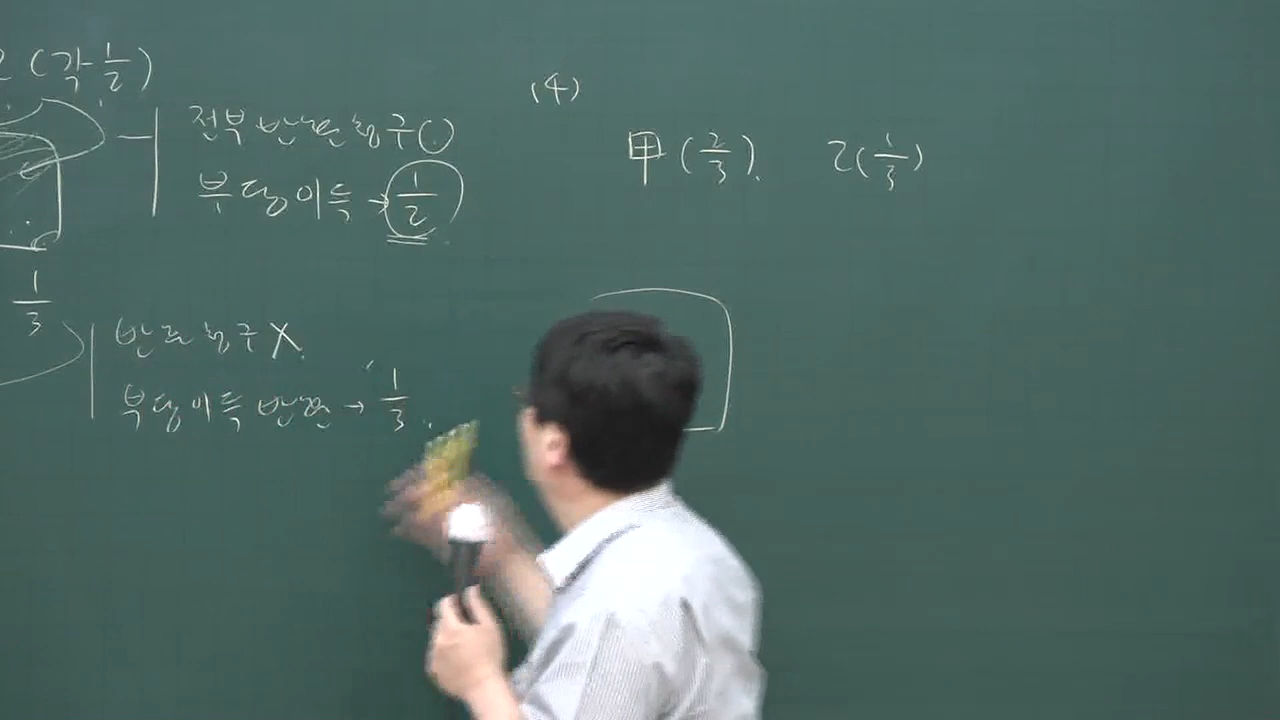 乙 (각 1/2)
전부 반환청구(○)
부당이득 → 1/2
1/3
반환청구 X
부당이득반환 → 1/3
(4)
甲 (2/3). 乙(1/3)